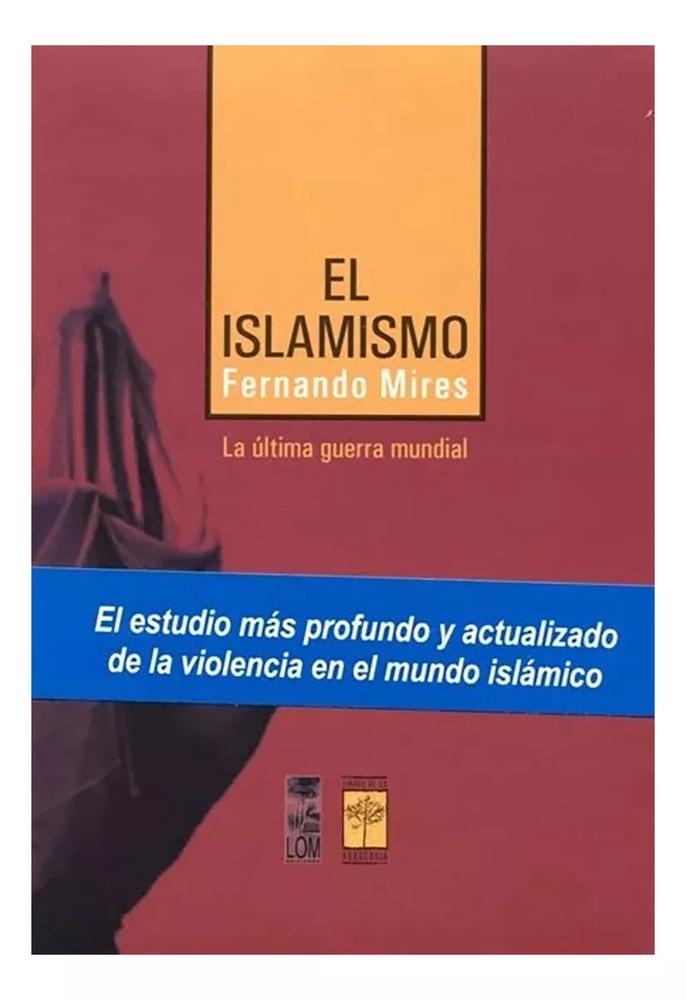 EL
ISLAMISMO
Fernando Mires
La última guerra mundial
El estudio más profundo y actualizado
de la violencia en el mundo islámico
LOM
ARAUCARIA